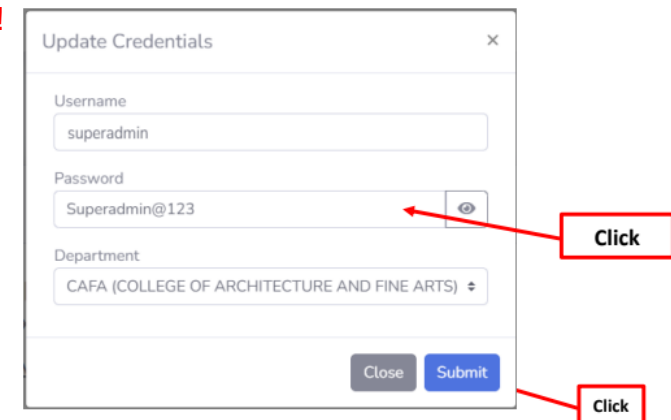 !
Update Credentials ×
Username
superadmin
Password
Superadmin@123
Click
Department
CAFA (COLLEGE OF ARCHITECTURE AND FINE ARTS)
Close Submit
Click